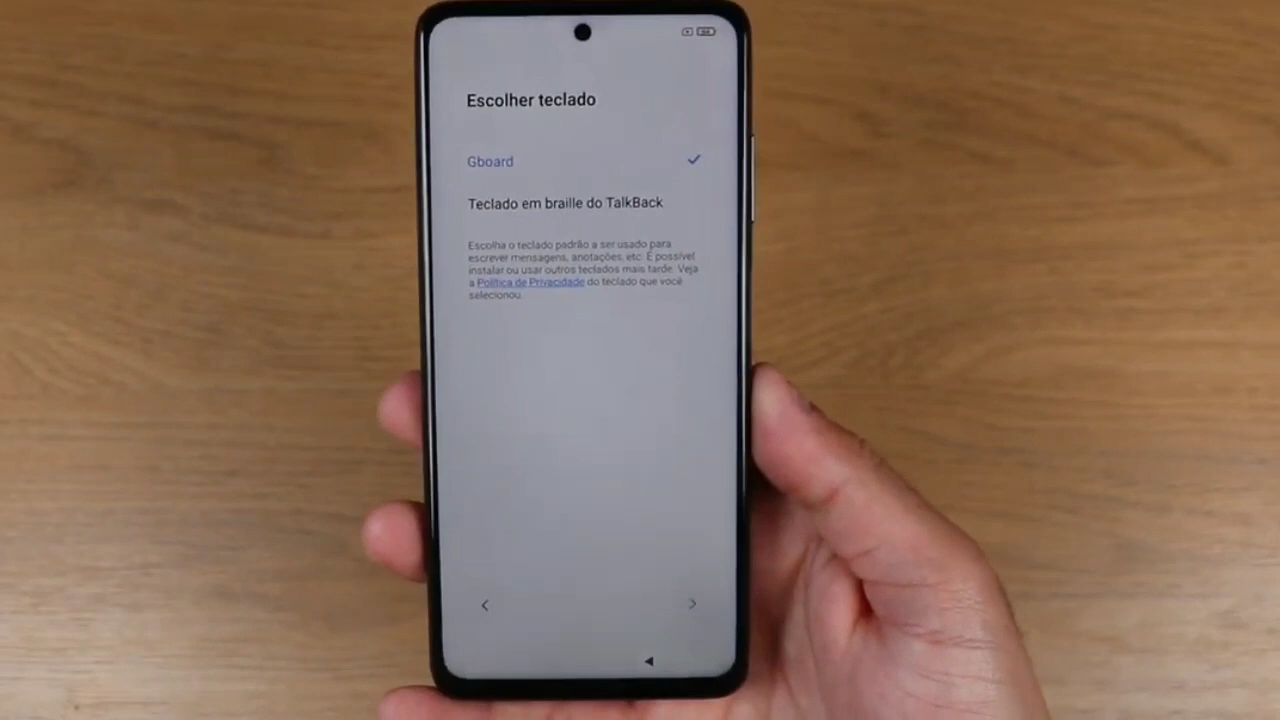 Escolher teclado
Gboard
Teclado em braille do TalkBack
Escolha o teclado padrão a ser usado para
escrever mensagens, anotações, etc. É possível
instalar ou usar outros teclados mais tarde. Veja
a Política de Privacidade do teclado que você
selecionou